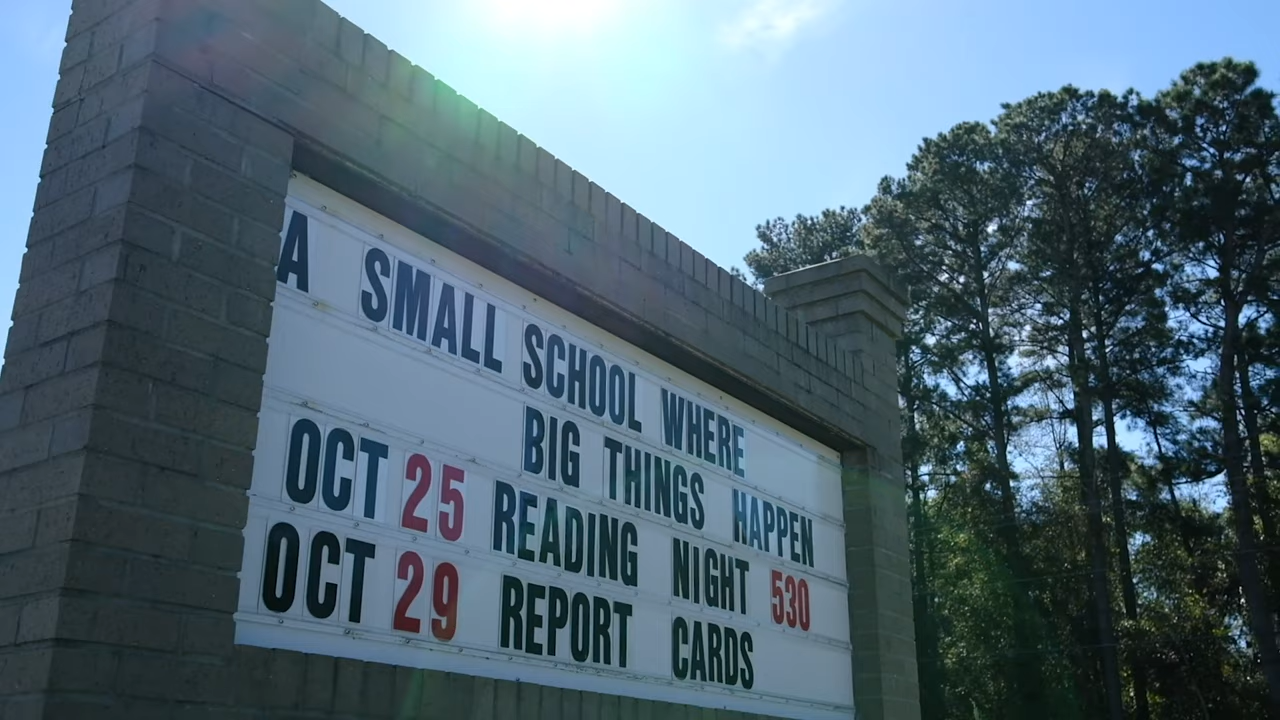 A SMALL SCHOOL WHERE
BIG THINGS HAPPEN
OCT 25 READING NIGHT 530
OCT 29 REPORT CARDS